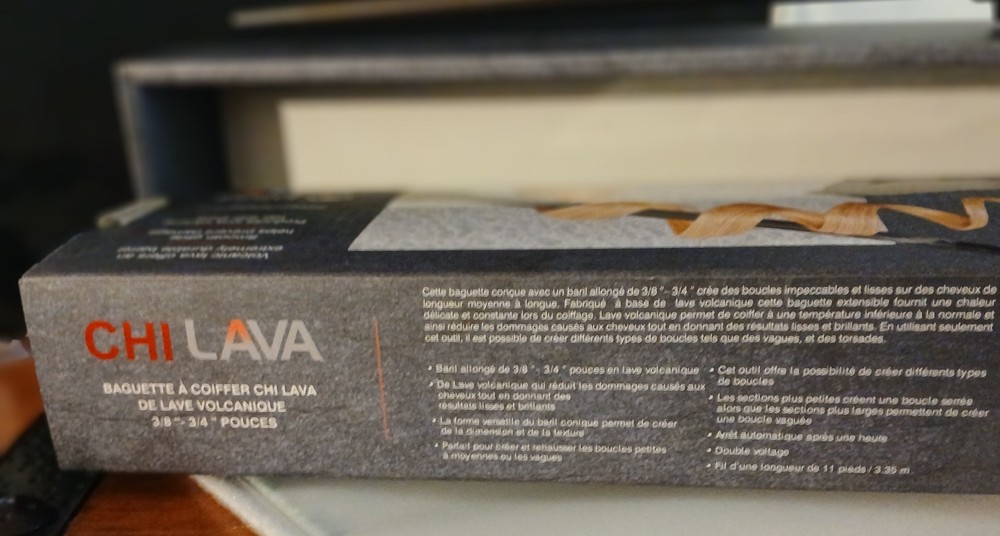 CHI LAVA
BAGUETTE À COIFFER CHI LAVA
DE LAVE VOLCANIQUE
3/8 "- 3/4 " POUCES
Cette baguette conçue avec un baril allongé de 3/8 "- 3/4 " crée des boucles impeccables et lisses sur des cheveux de
longueur moyenne à longue. Fabriqué à base de lave volcanique cette baguette extensible fournit une chaleur
délicate et constante lors du coiffage. Lave volcanique permet de coiffer à une température inférieure à la normale et
ainsi réduire les dommages causés aux cheveux tout en donnant des résultats lisses et brillants. En utilisant seulement
cet outil, il est possible de créer différents types de boucles tels que des vagues, et des torsades.
• Baril allongé de 3/8 "- 3/4 " pouces en lave volcanique
• De Lave volcanique qui réduit les dommages causés aux
cheveux tout en donnant des
résultats lisses et brillants
• La forme versatile du baril conique permet de créer
de la dimension et de la texture
• Parfait pour créer et rehausser les boucles petites
à moyennes ou les vagues
• Cet outil offre la possibilité de créer différents types
de boucles
• Les sections plus petites créent une boucle serrée
alors que les sections plus larges permettent de créer
une boucle vaguée
• Arrêt automatique après une heure
• Double voltage
• Fil d'une longueur de 11 pieds / 3.35 m